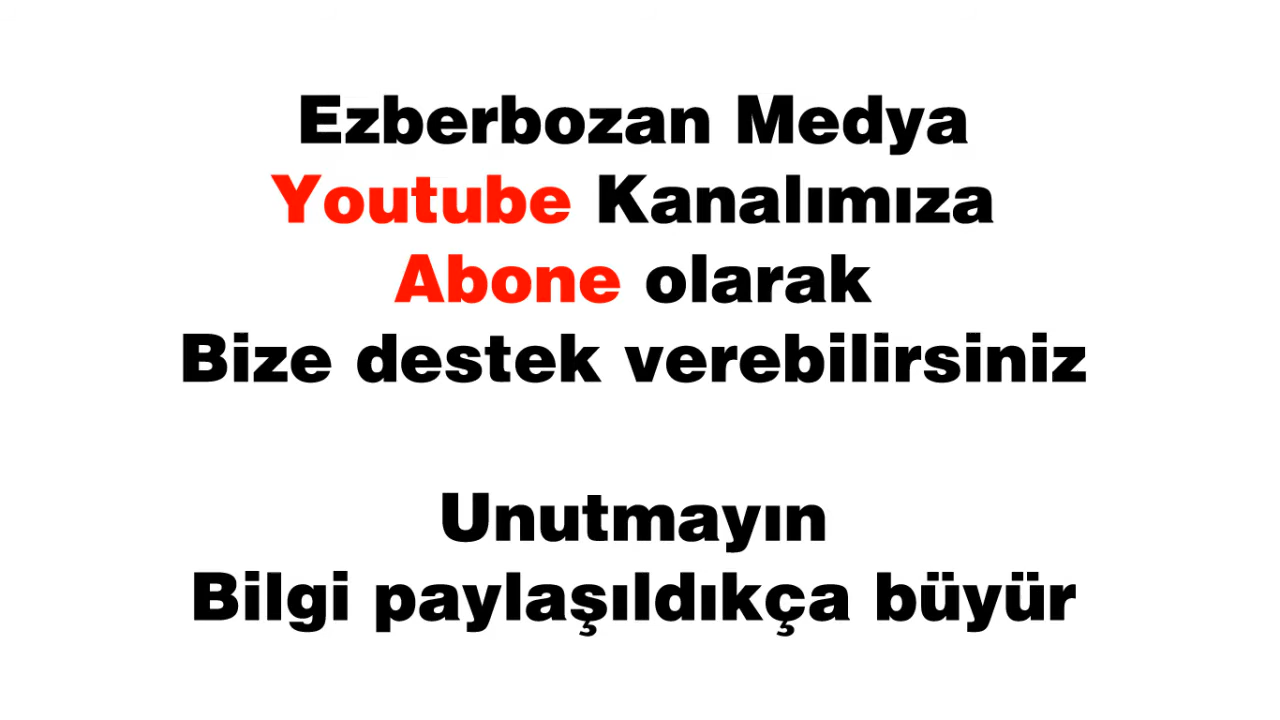 Ezberbozan Medya
Youtube Kanalımıza
Abone olarak
Bize destek verebilirsiniz
Unutmayın
Bilgi paylaşıldıkça büyür